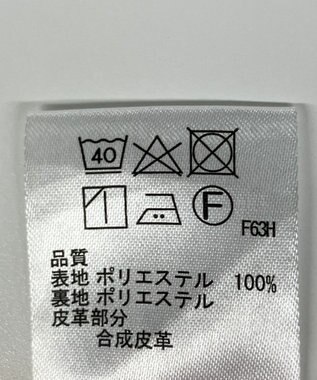 40
F
F63H
品質
表地 ポリエステル 100%
裏地 ポリエステル
皮革部分
合成皮革